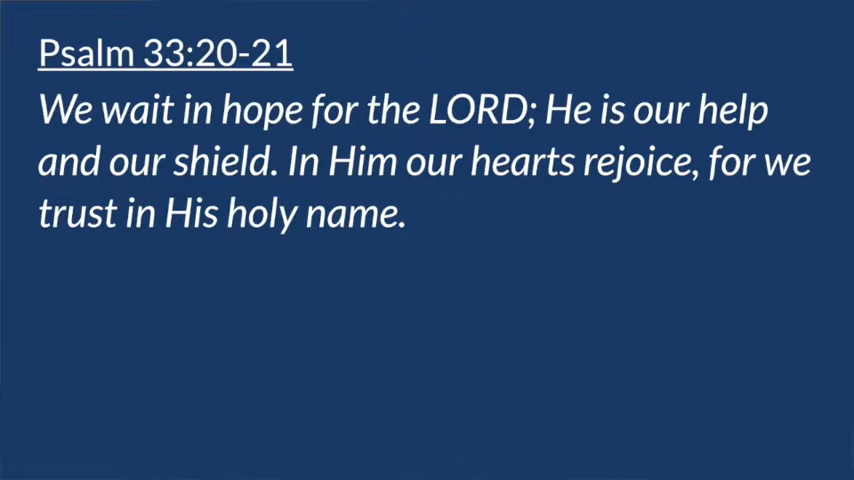 Psalm 33:20-21
We wait in hope for the LORD; He is our help
and our shield. In Him our hearts rejoice, for we
trust in His holy name.